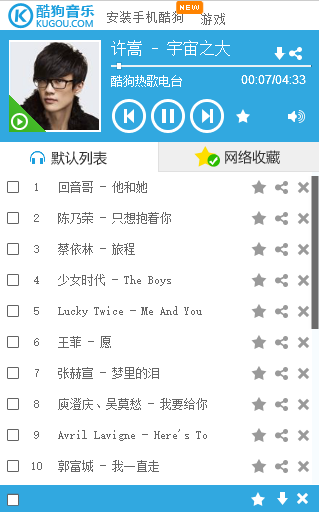 酷狗音乐
KUGOU.COM
安装手机酷狗
NEW
游戏
许嵩 - 宇宙之大
酷狗热歌电台
00:07/04:33
默认列表
网络收藏
1 回音哥 - 他和她
2 陈乃荣 - 只想抱着你
3 蔡依林 - 旅程
4 少女时代 - The Boys
5 Lucky Twice - Me And You
6 王菲 - 愿
7 张赫宣 - 梦里的泪
8 庾澄庆、吴莫愁 - 我要给你
9 Avril Lavigne - Here's To
10 郭富城 - 我一直走